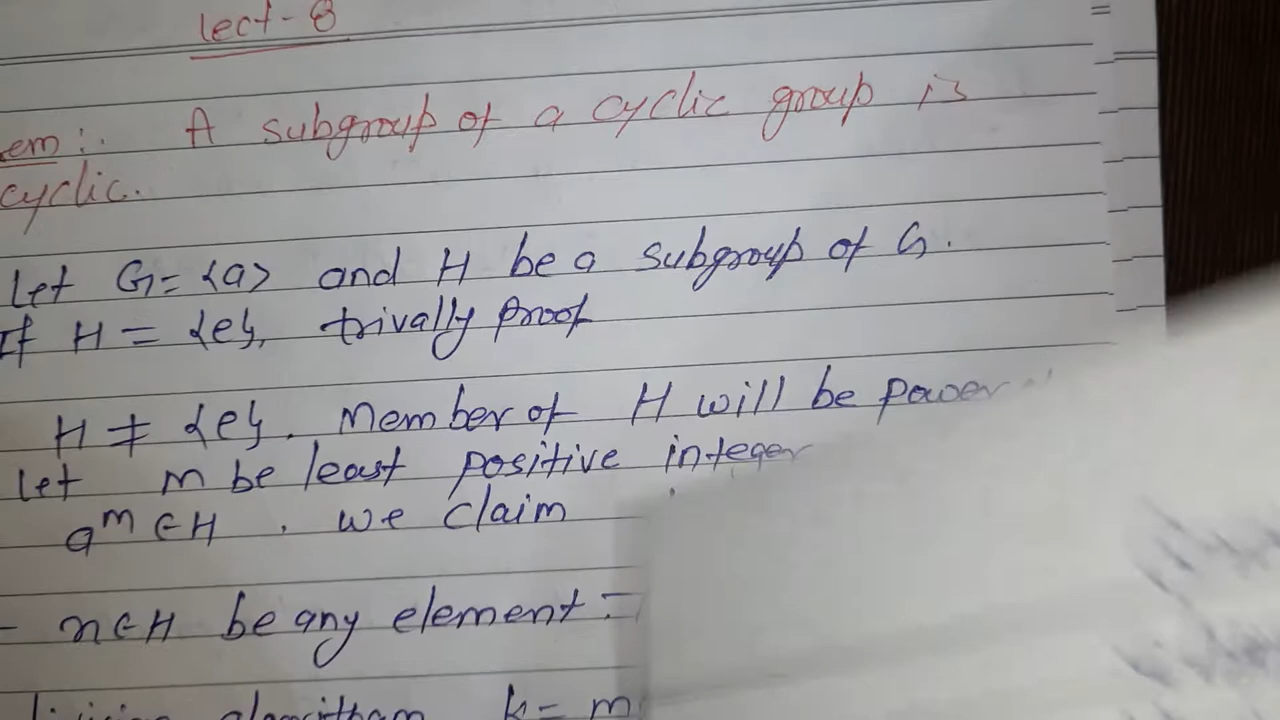 Lect-8
em:. A subgroup of a cyclic group is
cyclic.
Let G=<a> and H be a subgroup of G.
If H = {e}, trivally proof
H ≠ {e}. Member of H will be power
Let m be least positive integer
a^m ∈ H . we claim
- x∈H be any element =
algoritham k = m